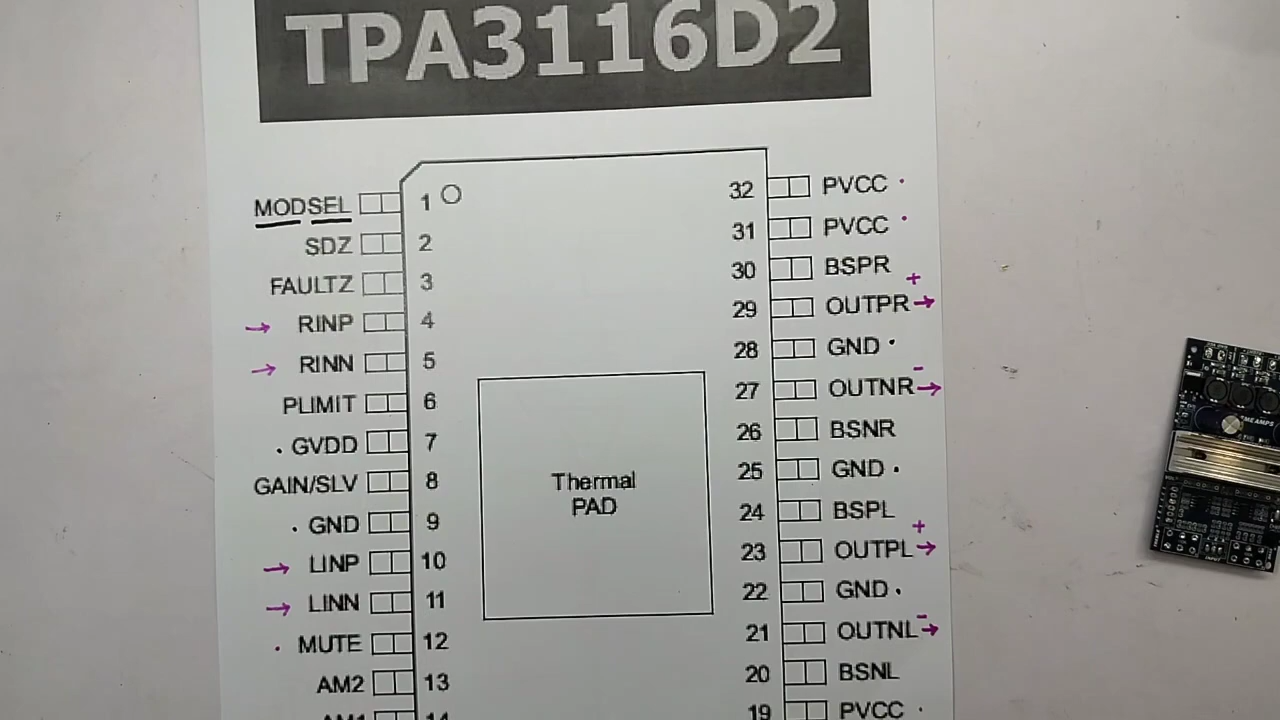 TPA3116D2
MODSEL 1 32 PVCC
SDZ 2 31 PVCC
FAULTZ 3 30 BSPR
+
→ RINP 4 29 OUTPR→
→ RINN 5 28 GND
-
PLIMIT 6 27 OUTNR→
GVDD 7 26 BSNR
GAIN/SLV 8 25 GND
GND 9 24 BSPL
+
→ LINP 10 23 OUTPL→
→ LINN 11 22 GND
-
MUTE 12 21 OUTNL→
AM2 13 20 BSNL
AM1 14 19 PVCC
Thermal
PAD